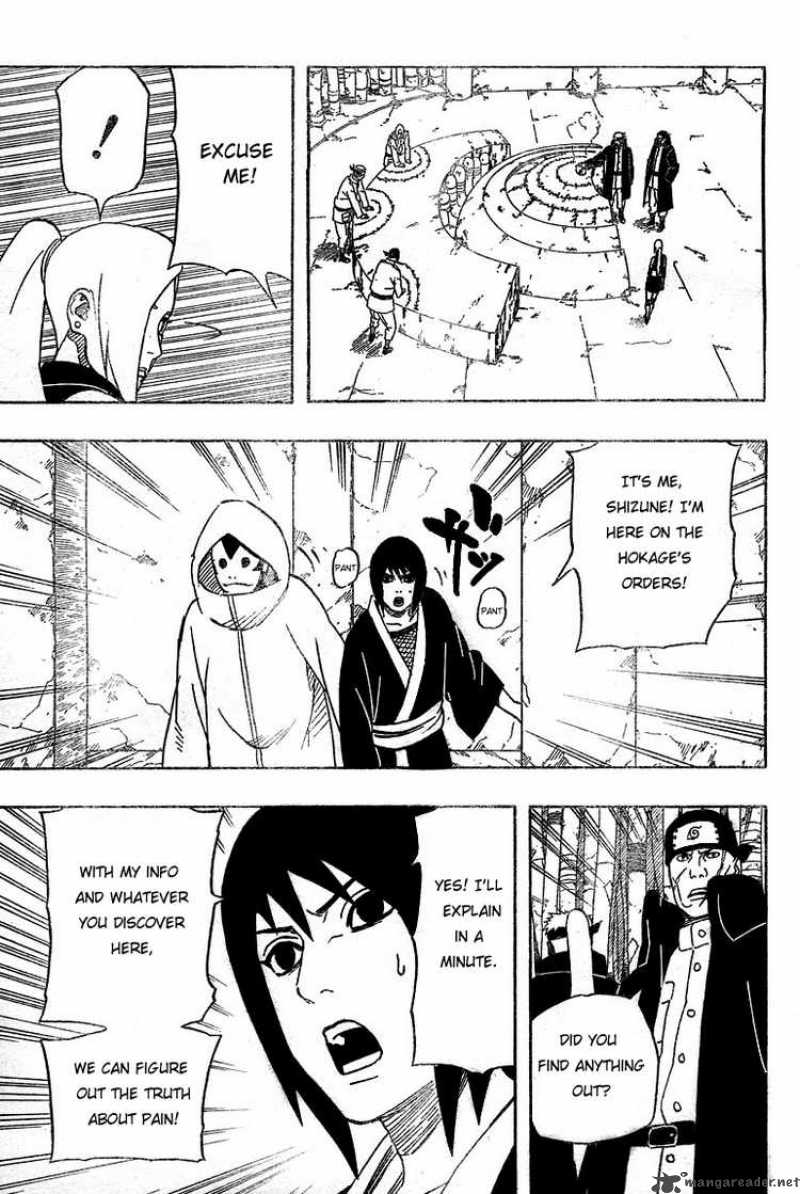 EXCUSE
ME!
!
IT'S ME,
SHIZUNE! I'M
HERE ON THE
HOKAGE'S
ORDERS!
ザッ
PANT
PANT
DID YOU
FIND ANYTHING
OUT?
YES! I'LL
EXPLAIN
IN A
MINUTE.
WITH MY INFO
AND WHATEVER
YOU DISCOVER
HERE,
WE CAN FIGURE
OUT THE TRUTH
ABOUT PAIN!
mangareader.net